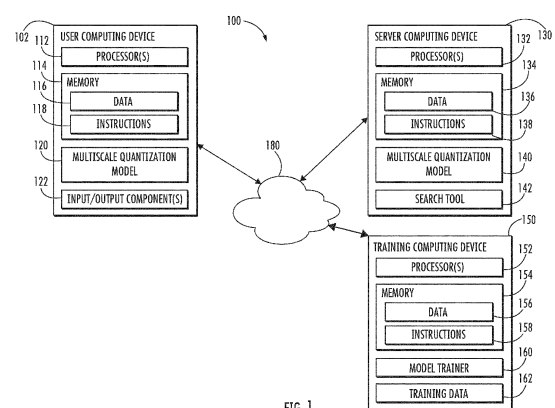 100
102
USER COMPUTING DEVICE
112
PROCESSOR(S)
114
MEMORY
116
DATA
118
INSTRUCTIONS
120
MULTISCALE QUANTIZATION
MODEL
122
INPUT/OUTPUT COMPONENT(S)
180
130
SERVER COMPUTING DEVICE
132
PROCESSOR(S)
134
MEMORY
136
DATA
138
INSTRUCTIONS
140
MULTISCALE QUANTIZATION
MODEL
142
SEARCH TOOL
150
TRAINING COMPUTING DEVICE
152
PROCESSOR(S)
154
MEMORY
156
DATA
158
INSTRUCTIONS
160
MODEL TRAINER
162
TRAINING DATA
FIG. 1